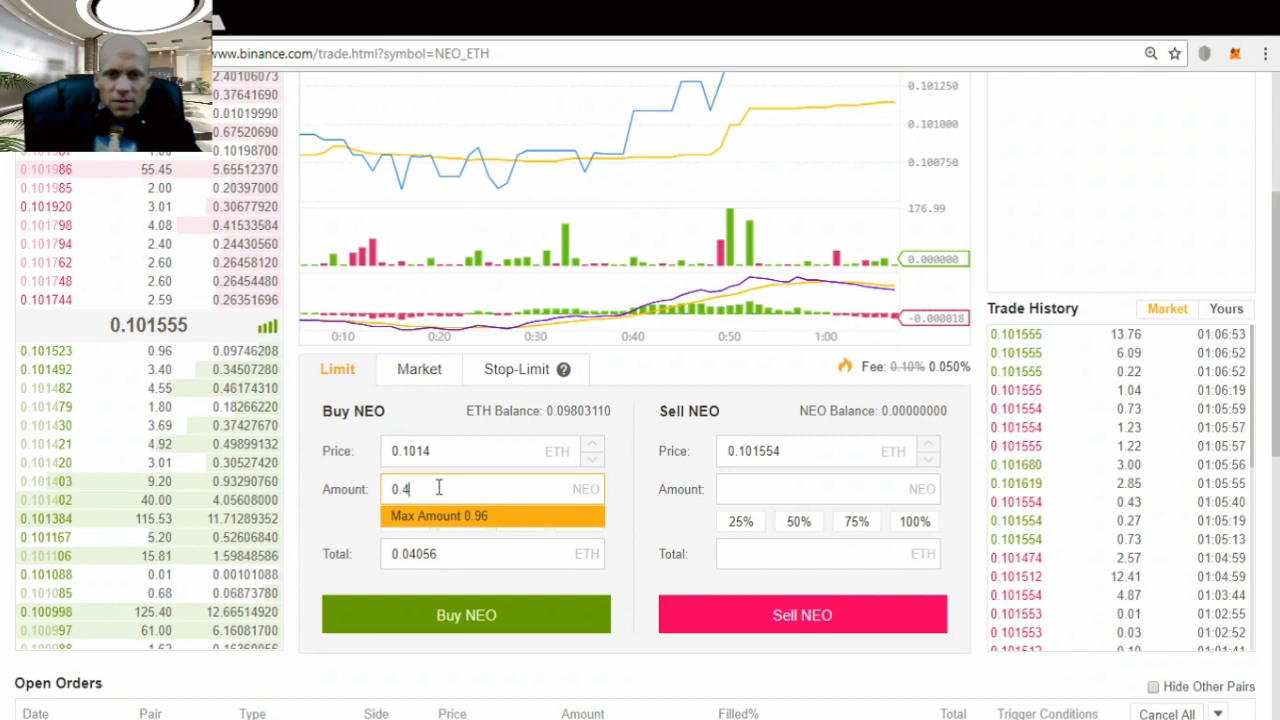 www.binance.com/trade.html?symbol=NEO_ETH
2.40106073
0.37641690
0.01019990
0.67520690
0.10198700
0.101986 55.45 5.65512370
0.101985 2.00 0.20397000
0.101920 3.01 0.30677920
0.101798 4.08 0.41533584
0.101794 2.40 0.24430560
0.101762 2.60 0.26458120
0.101748 2.60 0.26454480
0.101744 2.59 0.26351696
0.101555
0.101523 0.96 0.09746208
0.101492 3.40 0.34507280
0.101482 4.55 0.46174310
0.101479 1.80 0.18266220
0.101430 3.69 0.37427670
0.101421 4.92 0.49899132
0.101420 3.01 0.30527420
0.101403 9.20 0.93290760
0.101402 40.00 4.05608000
0.101384 115.53 11.71289352
0.101167 5.20 0.52606840
0.101106 15.81 1.59848586
0.101088 0.01 0.00101088
0.101085 0.68 0.06873780
0.100998 125.40 12.66514920
0.100997 61.00 6.16081700
0.100988 1.62 0.16360056
0.101250
0.101000
0.100750
176.99
0.000000
-0.000018
0:10 0:20 0:30 0:40 0:50 1:00
Limit Market Stop-Limit ? Fee: 0.10% 0.050%
Buy NEO ETH Balance: 0.09803110
Price: 0.1014 ETH
Amount: 0.4 NEO
Max Amount 0.96
Total: 0.04056 ETH
Buy NEO
Sell NEO NEO Balance: 0.00000000
Price: 0.101554 ETH
Amount: NEO
25% 50% 75% 100%
Total: ETH
Sell NEO
Trade History Market Yours
0.101555 13.76 01:06:53
0.101555 6.09 01:06:52
0.101555 0.22 01:06:52
0.101555 1.04 01:06:19
0.101554 0.73 01:05:59
0.101554 1.23 01:05:57
0.101555 1.22 01:05:57
0.101680 3.00 01:05:56
0.101619 2.85 01:05:55
0.101554 0.43 01:05:40
0.101554 0.27 01:05:19
0.101554 0.73 01:05:13
0.101474 2.57 01:04:59
0.101512 12.41 01:04:59
0.101554 4.87 01:03:44
0.101553 0.01 01:02:55
0.101553 0.03 01:02:52
0.101512 0.10 01:01:41
Open Orders Hide Other Pairs
Date Pair Type Side Price Amount Filled% Total Trigger Conditions Cancel All